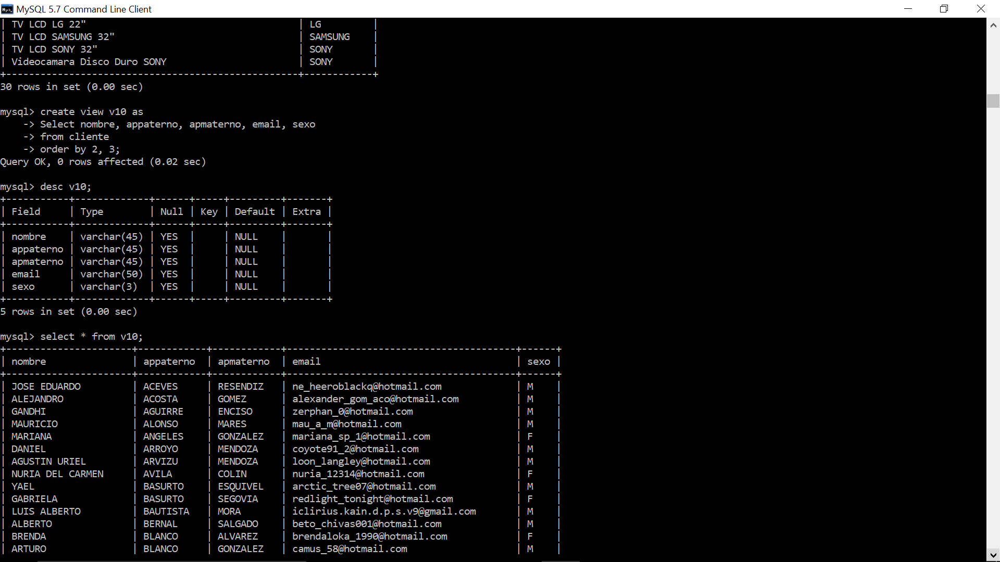 MySQL 5.7 Command Line Client
| TV LCD LG 22"                                     | LG         |
| TV LCD SAMSUNG 32"                                | SAMSUNG    |
| TV LCD SONY 32"                                   | SONY       |
| Videocamara Disco Duro SONY                       | SONY       |
+---------------------------------------------------+------------+
30 rows in set (0.00 sec)
mysql> create view v10 as
    -> Select nombre, appaterno, apmaterno, email, sexo
    -> from cliente
    -> order by 2, 3;
Query OK, 0 rows affected (0.02 sec)
mysql> desc v10;
+-----------+-------------+------+-----+---------+-------+
| Field     | Type        | Null | Key | Default | Extra |
+-----------+-------------+------+-----+---------+-------+
| nombre    | varchar(45) | YES  |     | NULL    |       |
| appaterno | varchar(45) | YES  |     | NULL    |       |
| apmaterno | varchar(45) | YES  |     | NULL    |       |
| email     | varchar(50) | YES  |     | NULL    |       |
| sexo      | varchar(3)  | YES  |     | NULL    |       |
+-----------+-------------+------+-----+---------+-------+
5 rows in set (0.00 sec)
mysql> select * from v10;
+----------------------+------------+------------+----------------------------------------+------+
| nombre               | appaterno  | apmaterno  | email                                  | sexo |
+----------------------+------------+------------+----------------------------------------+------+
| JOSE EDUARDO         | ACEVES     | RESENDIZ   | ne_heeroblackq@hotmail.com             | M    |
| ALEJANDRO            | ACOSTA     | GOMEZ      | alexander_gom_aco@hotmail.com          | M    |
| GANDHI               | AGUIRRE    | ENCISO     | zerphan_0@hotmail.com                  | M    |
| MAURICIO             | ALONSO     | MARES      | mau_a_m@hotmail.com                    | M    |
| MARIANA              | ANGELES    | GONZALEZ   | mariana_sp_1@hotmail.com               | F    |
| DANIEL               | ARROYO     | MENDOZA    | coyote91_2@hotmail.com                 | M    |
| AGUSTIN URIEL        | ARVIZU     | MENDOZA    | loon_langley@hotmail.com               | M    |
| NURIA DEL CARMEN     | AVILA      | COLIN      | nuria_12314@hotmail.com                | F    |
| YAEL                 | BASURTO    | ESQUIVEL   | arctic_tree07@hotmail.com              | M    |
| GABRIELA             | BASURTO    | SEGOVIA    | redlight_tonight@hotmail.com           | F    |
| LUIS ALBERTO         | BAUTISTA   | MORA       | iclirius.kain.d.p.s.v9@gmail.com       | M    |
| ALBERTO              | BERNAL     | SALGADO    | beto_chivas001@hotmail.com             | M    |
| BRENDA               | BLANCO     | ALVAREZ    | brendaloka_1990@hotmail.com            | F    |
| ARTURO               | BLANCO     | GONZALEZ   | camus_58@hotmail.com                   | M    |